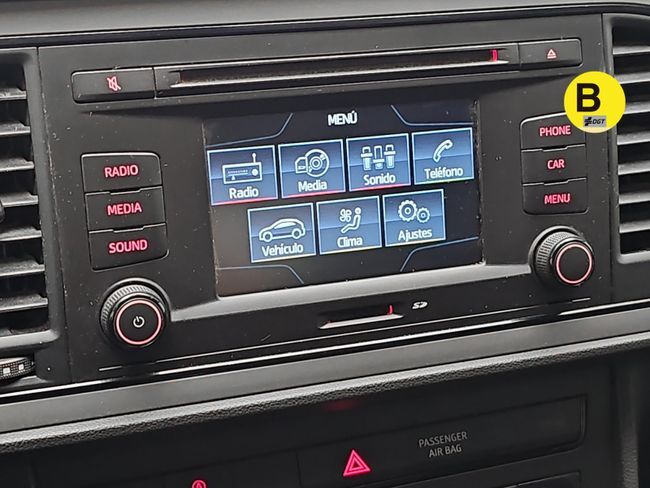 B
DGT
MENÚ
RADIO
MEDIA
SOUND
PHONE
CAR
MENU
Radio
Media
Sonido
Teléfono
Vehículo
Clima
Ajustes
SD
PASSENGER
AIR BAG